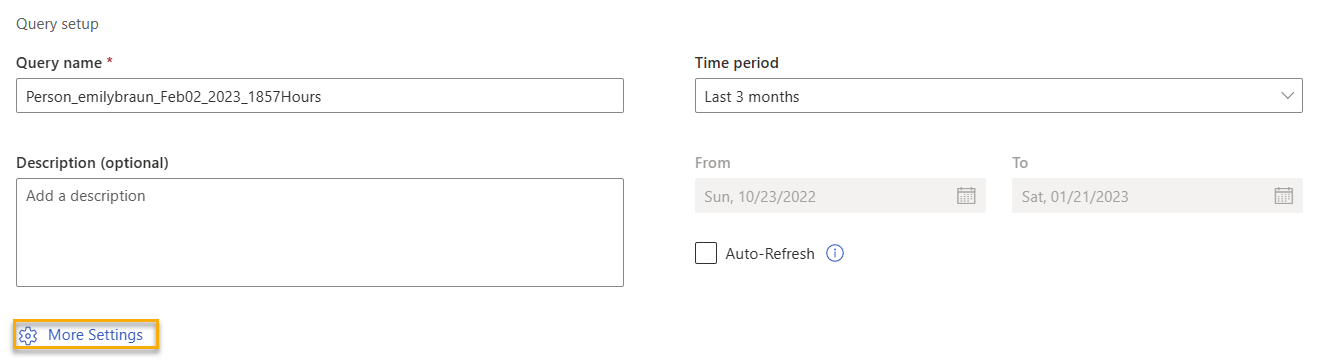 Query setup
Query name *
Person_emilybraun_Feb02_2023_1857Hours
Time period
Last 3 months
Description (optional)
Add a description
From
To
Sun, 10/23/2022
Sat, 01/21/2023
Auto-Refresh
More Settings